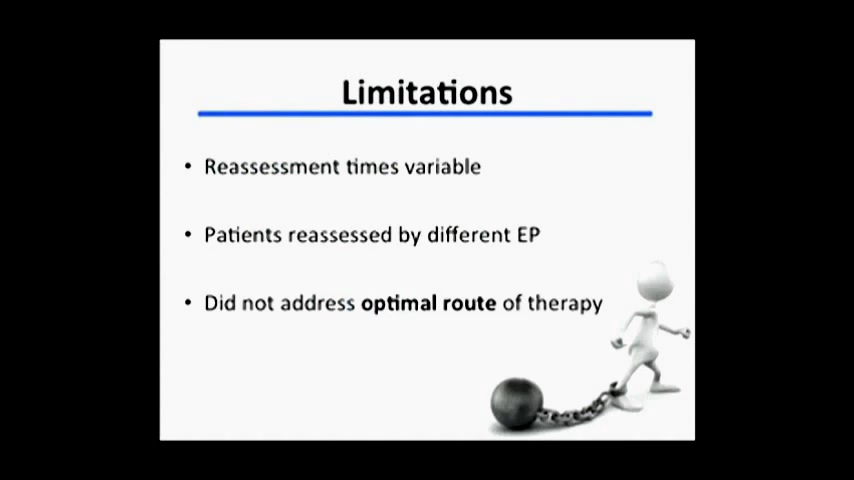 Limitations
• Reassessment times variable
• Patients reassessed by different EP
• Did not address optimal route of therapy